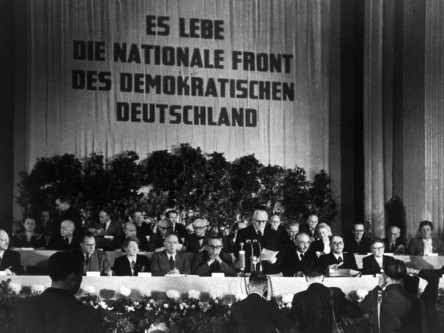 ES LEBE
DIE NATIONALE FRONT
DES DEMOKRATISCHEN
DEUTSCHLAND